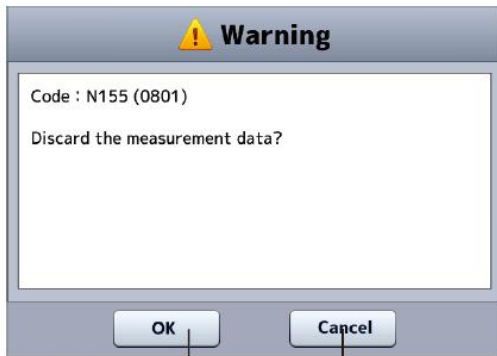 Warning
Code : N155 (0801)
Discard the measurement data?
OK
Cancel